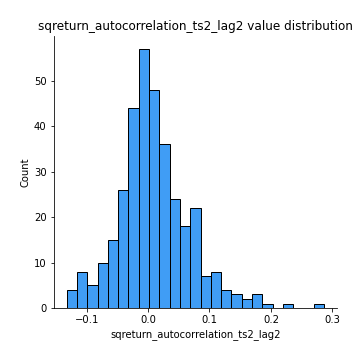 sqreturn_autocorrelation_ts2_lag2 value distribution
50
40
30
20
10
0
Count
−0.1 0.0 0.1 0.2 0.3
sqreturn_autocorrelation_ts2_lag2